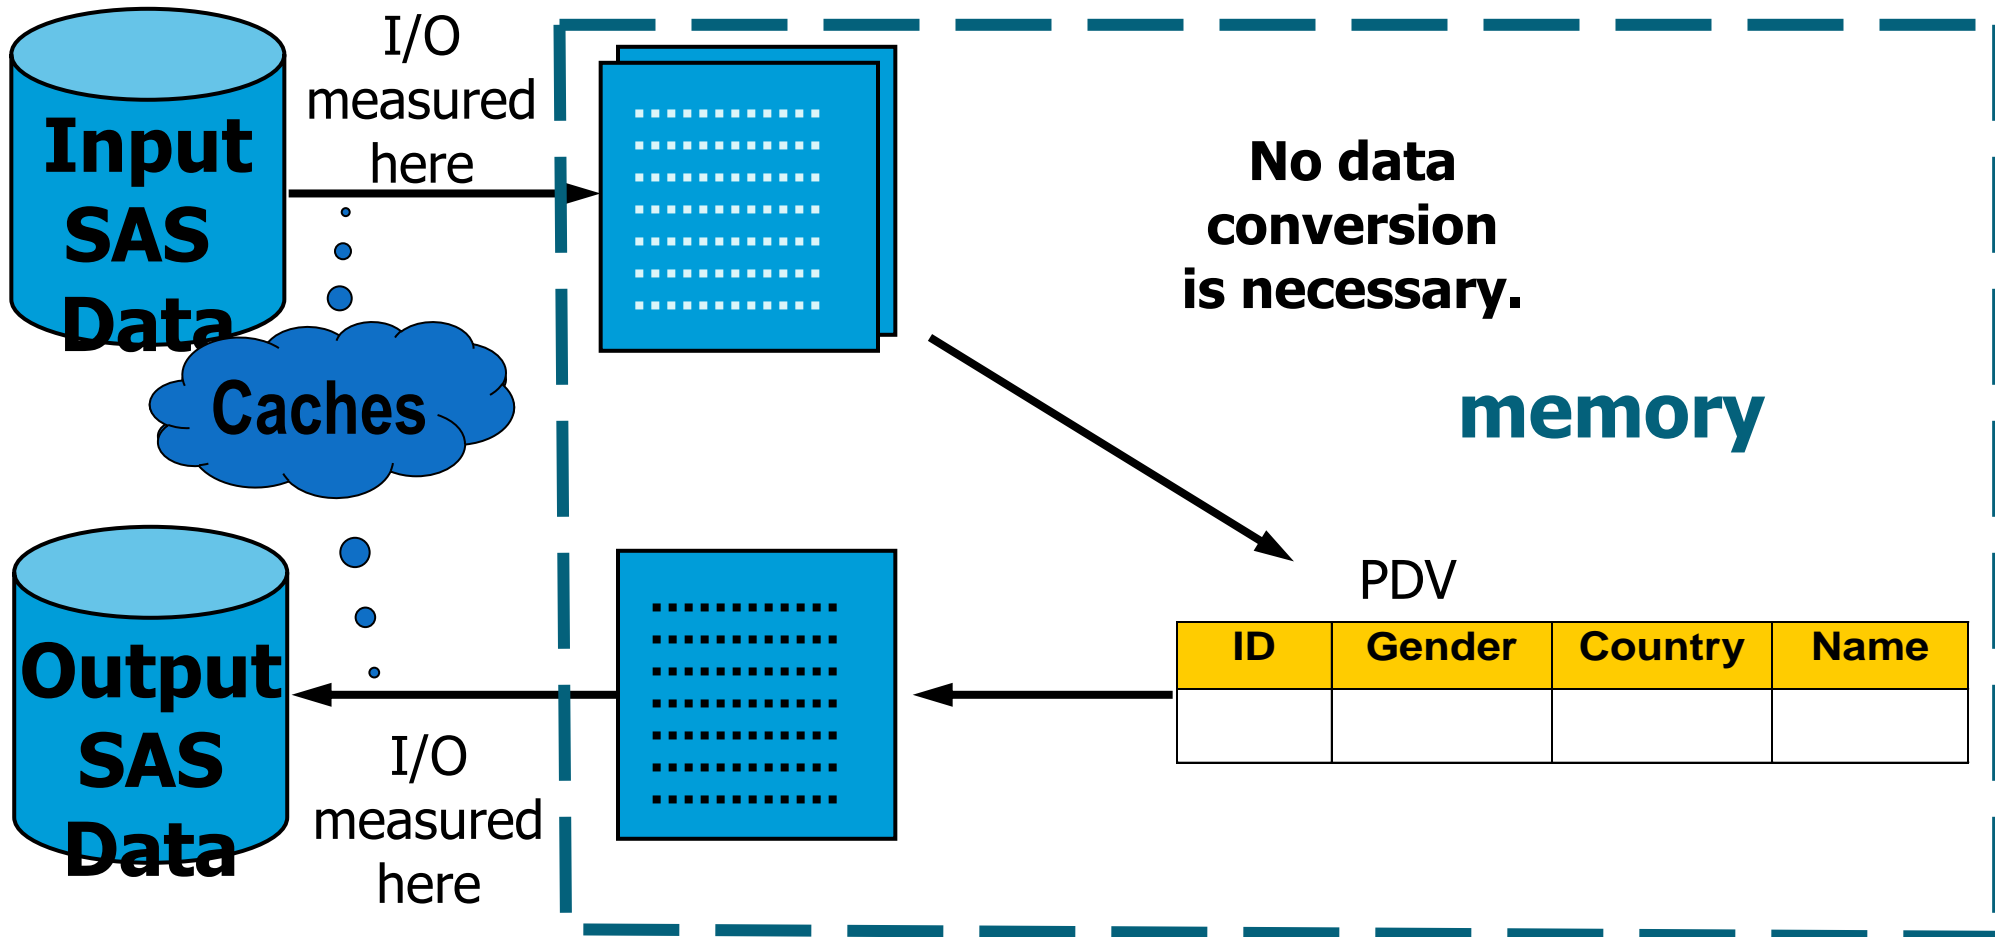 Input
SAS
Data
I/O
measured
here
No data
conversion
is necessary.
Caches
memory
PDV
ID Gender Country Name
Output
SAS
Data
I/O
measured
here